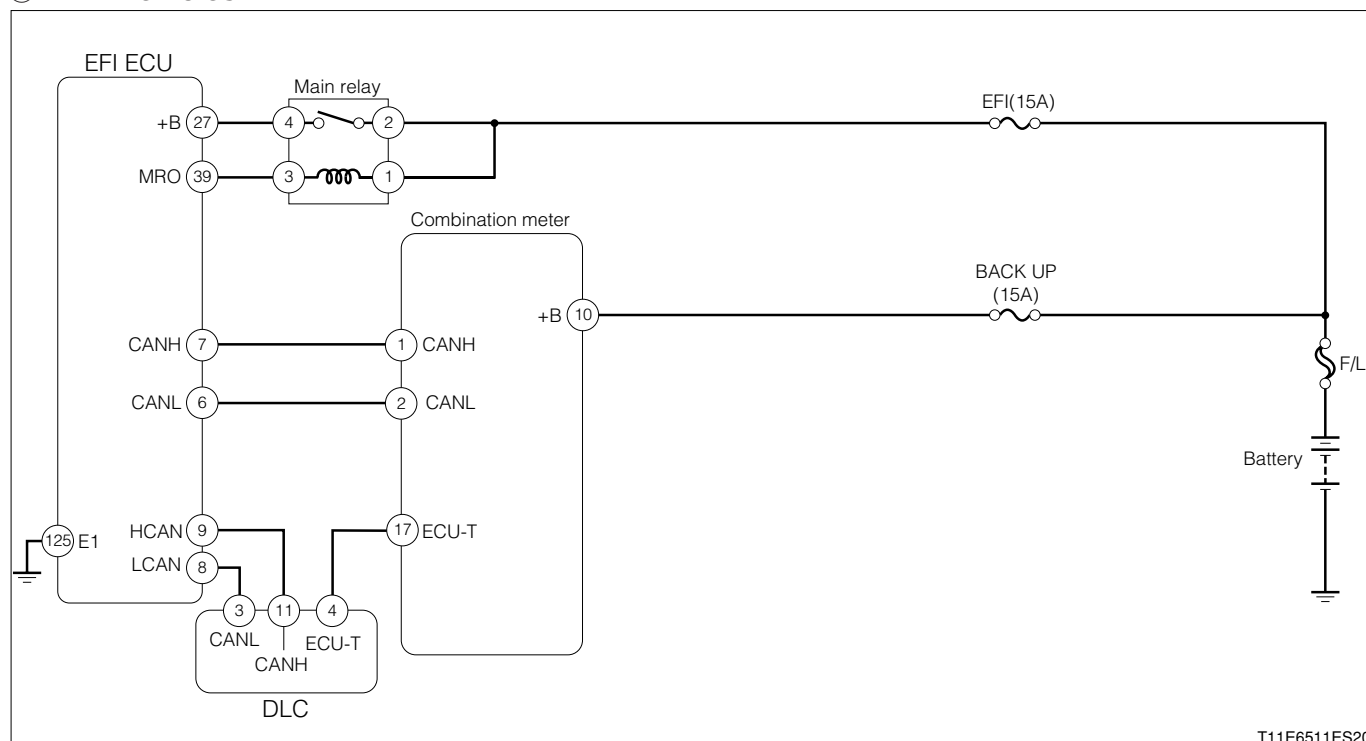 EFI ECU
Main relay
EFI(15A)
+B 27
4
2
MRO 39
3
1
Combination meter
BACK UP
(15A)
+B 10
CANH 7
1 CANH
F/L
CANL 6
2 CANL
Battery
125 E1
HCAN 9
17 ECU-T
LCAN 8
3
11
4
CANL
ECU-T
CANH
DLC